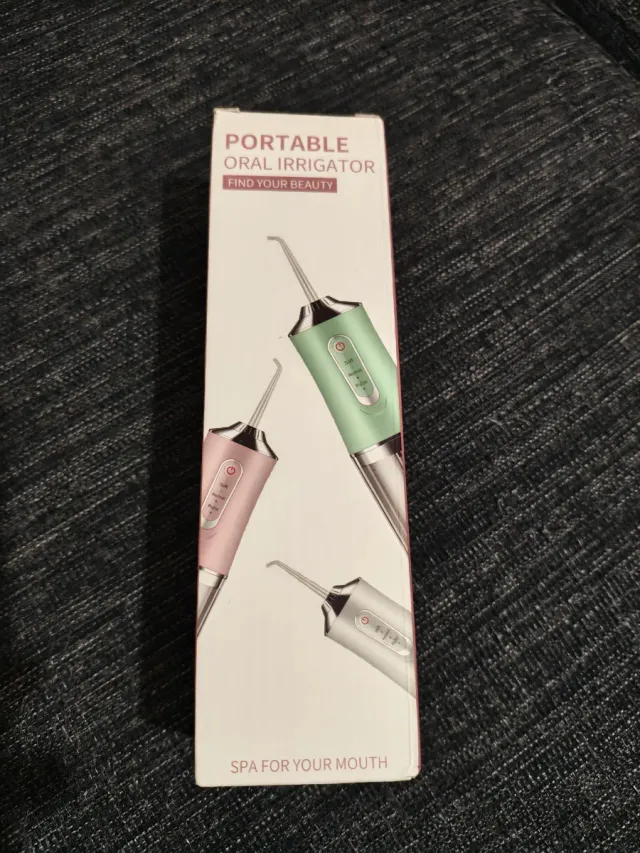 PORTABLE
ORAL IRRIGATOR
FIND YOUR BEAUTY
SPA FOR YOUR MOUTH